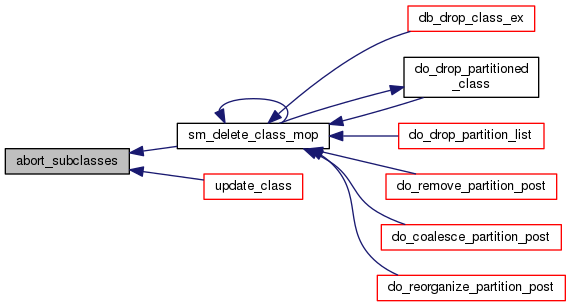 db_drop_class_ex
do_drop_partitioned
_class
sm_delete_class_mop
do_drop_partition_list
abort_subclasses
update_class
do_remove_partition_post
do_coalesce_partition_post
do_reorganize_partition_post